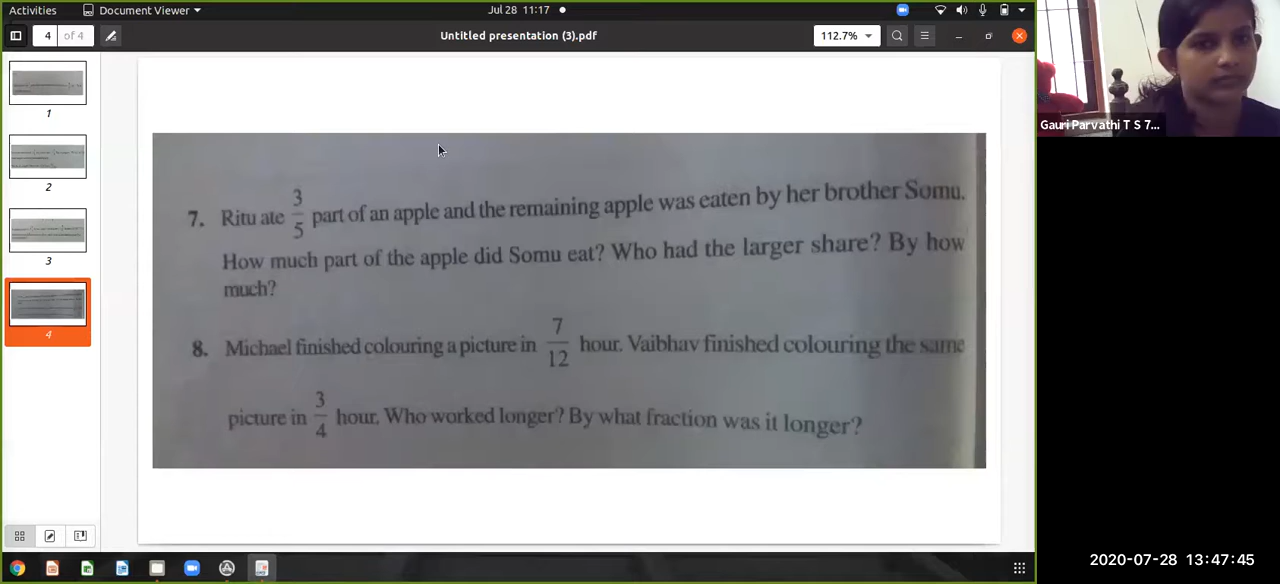 Activities
Document Viewer
Jul 28 11:17
4 of 4
Untitled presentation (3).pdf
112.7%
1
2
3
4
7. Ritu ate 3/5 part of an apple and the remaining apple was eaten by her brother Somu.
How much part of the apple did Somu eat? Who had the larger share? By how
much?
8. Michael finished colouring a picture in 7/12 hour. Vaibhav finished colouring the same
picture in 3/4 hour. Who worked longer? By what fraction was it longer?
Gauri Parvathi T S 7...
2020-07-28 13:47:45